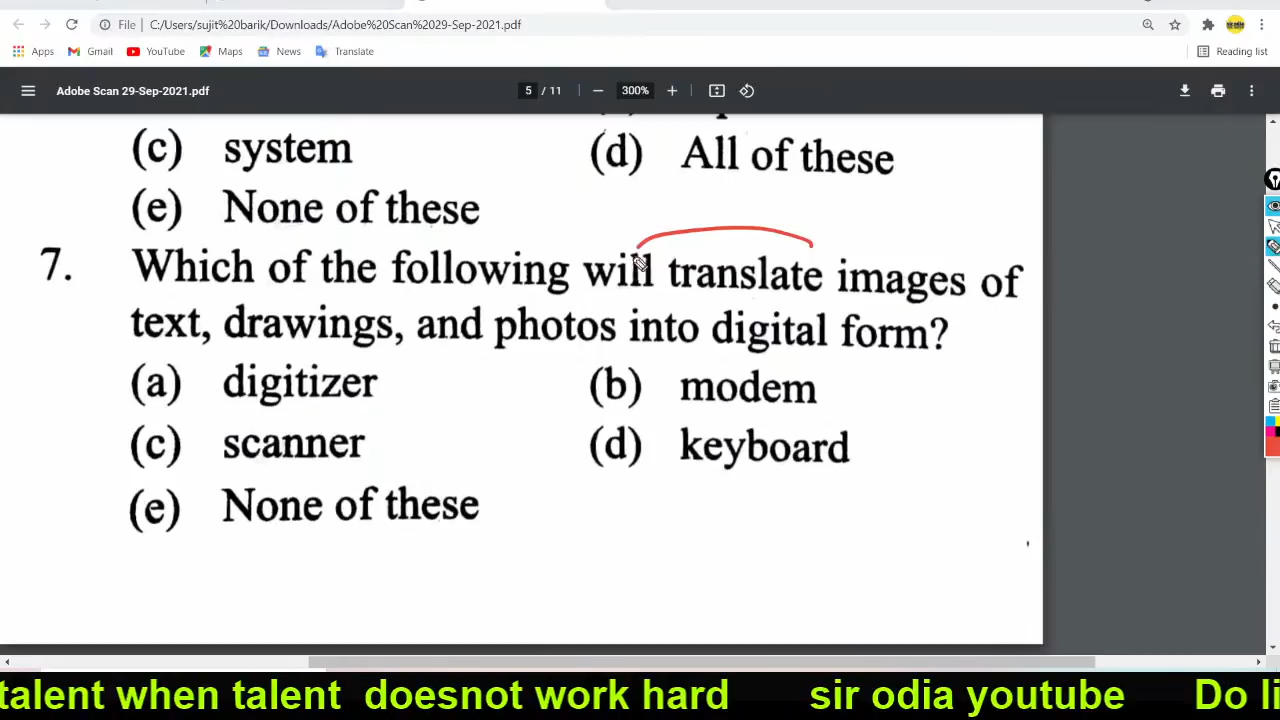 File C:/Users/sujit%20barik/Downloads/Adobe%20Scan%2029-Sep-2021.pdf
Apps Gmail YouTube Maps News Translate Reading list
Adobe Scan 29-Sep-2021.pdf 5 / 11 300%
(c) system (d) All of these
(e) None of these
7. Which of the following will translate images of
text, drawings, and photos into digital form?
(a) digitizer (b) modem
(c) scanner (d) keyboard
(e) None of these
talent when talent doesnot work hard sir odia youtube Do li